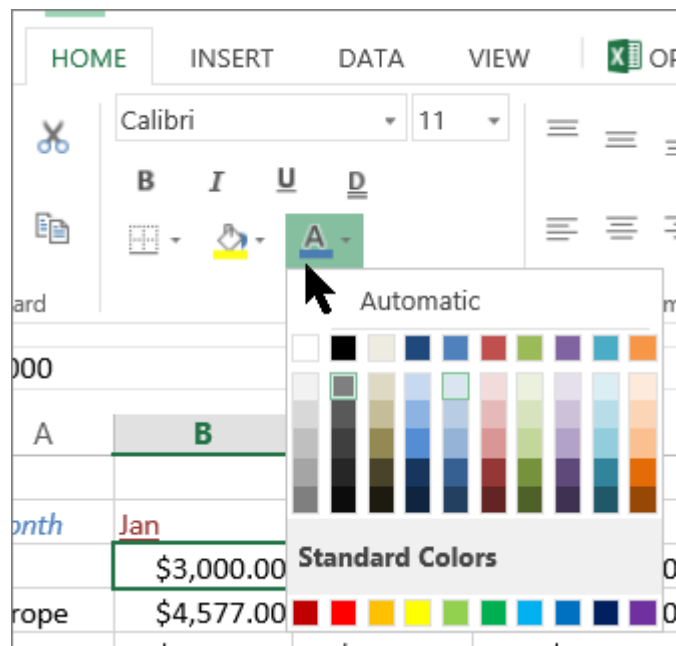 HOME INSERT DATA VIEW OP
Calibri 11
B I U D
A
ard
Automatic
000
A B
onth Jan
$3,000.00
Standard Colors
rope $4,577.00